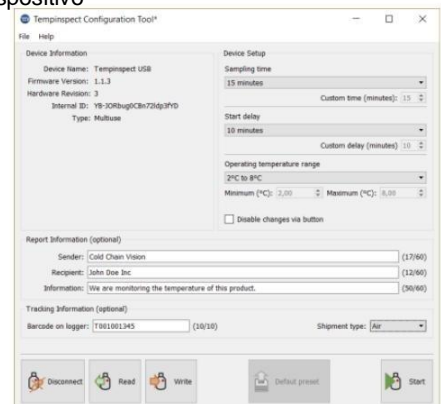 Tempinspect Configuration Tool*
File Help
Device Information
Device Name: Tempinspect USB
Firmware Version: 1.1.3
Hardware Revision: 3
Internal ID:
Type: Multiuse
Device Setup
Sampling time
15 minutes
Custom time (minutes): 15
Start delay
10 minutes
Custom delay (minutes) 10
Operating temperature range
2°C to 8°C
Minimum (°C): 2,00 Maximum (°C): 8,00
Disable changes via button
Report Information (optional)
Sender: Cold Chain Vision (17/60)
Recipient: John Doe Inc (12/60)
Information: We are monitoring the temperature of this product. (50/60)
Tracking Information (optional)
Barcode on logger: T001001345 (10/10) Shipment type: Air
Disconnect Read Write Default preset Start